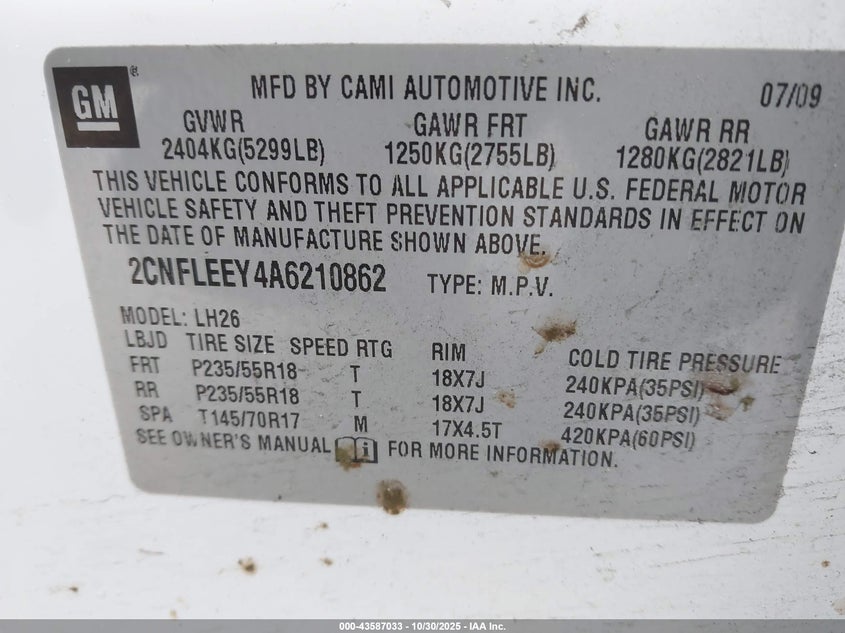 GM ®
MFD BY CAMI AUTOMOTIVE INC. 07/09
GVWR GAWR FRT GAWR RR
2404KG(5299LB) 1250KG(2755LB) 1280KG(2821LB)
THIS VEHICLE CONFORMS TO ALL APPLICABLE U.S. FEDERAL MOTOR
VEHICLE SAFETY AND THEFT PREVENTION STANDARDS IN EFFECT ON
THE DATE OF MANUFACTURE SHOWN ABOVE.
2CNFLEEY4A6210862 TYPE: M.P.V.
MODEL: LH26
LBJD TIRE SIZE SPEED RTG RIM COLD TIRE PRESSURE
FRT P235/55R18 T 18X7J 240KPA(35PSI)
RR P235/55R18 T 18X7J 240KPA(35PSI)
SPA T145/70R17 M 17X4.5T 420KPA(60PSI)
SEE OWNER'S MANUAL FOR MORE INFORMATION.
000-43587033 - 10/30/2025 - IAA Inc.